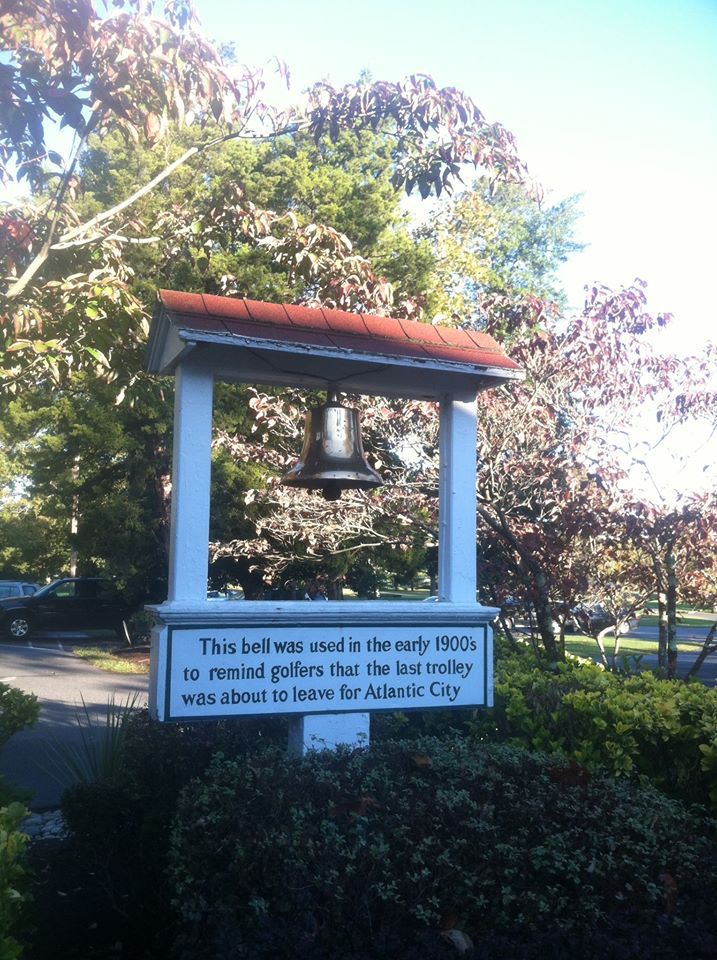 This bell was used in the early 1900's
to remind golfers that the last trolley
was about to leave for Atlantic City